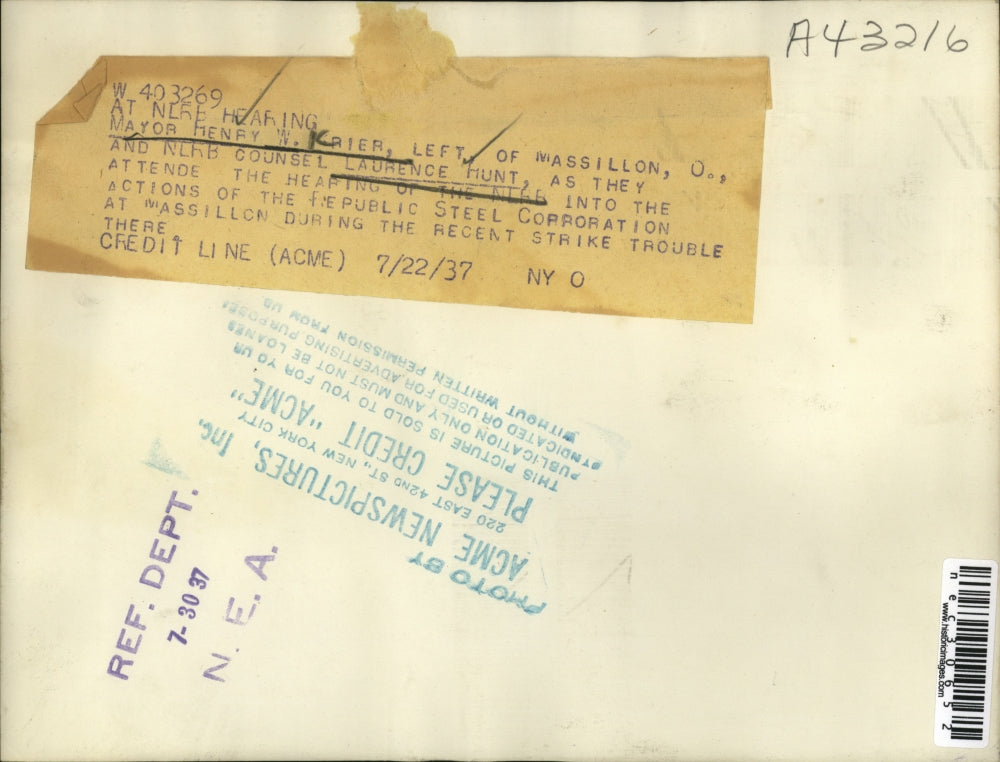 A43216
W 403269
AT NLRB HEARING
MAYOR HENRY W. KRIER, LEFT, OF MASSILLON, O.,
AND NLRB COUNSEL LAURENCE HUNT, AS THEY
ATTENDE THE HEARING OF THE NLRB INTO THE
ACTIONS OF THE REPUBLIC STEEL CORPORATION
AT MASSILLON DURING THE RECENT STRIKE TROUBLE
THERE
CREDIT LINE (ACME) 7/22/37 NY O
PHOTO BY
ACME NEWSPICTURES, Inc.
220 EAST 42ND ST., NEW YORK CITY
PLEASE CREDIT "ACME"
THIS PICTURE IS SOLD TO YOU FOR YOUR
PUBLICATION ONLY AND MUST NOT BE LOANED
SYNDICATED OR USED FOR ADVERTISING PURPOSES
WITHOUT WRITTEN PERMISSION FROM US
REF. DEPT.
7-30 37
N. E. A.
nec30652
www.historicimages.com